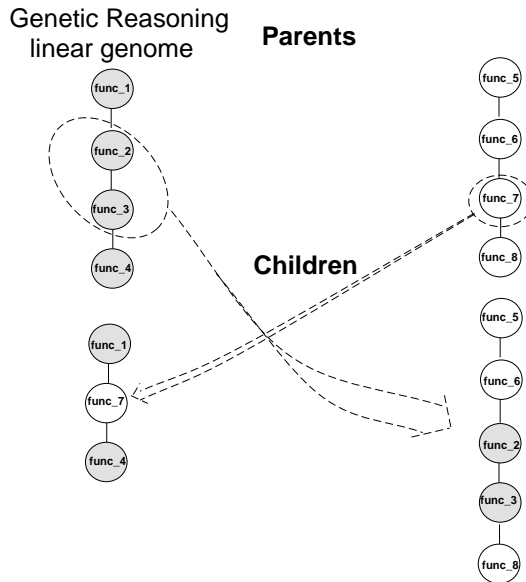 Genetic Reasoning
linear genome
Parents
func_1
func_2
func_3
func_4
func_5
func_6
func_7
func_8
Children
func_1
func_7
func_4
func_5
func_6
func_2
func_3
func_8